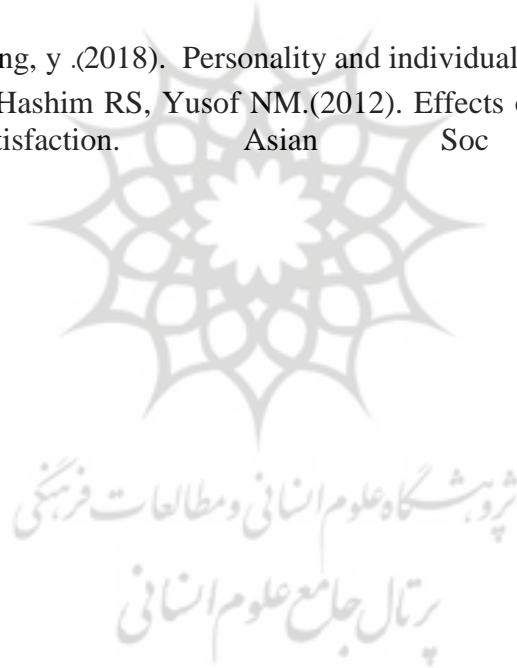 ng, y .(2018). Personality and individual
Hashim RS, Yusof NM.(2012). Effects
tisfaction. Asian Soc
پژوهشگاه علوم انسانی و مطالعات فرهنگی
پرتال جامع علوم انسانی